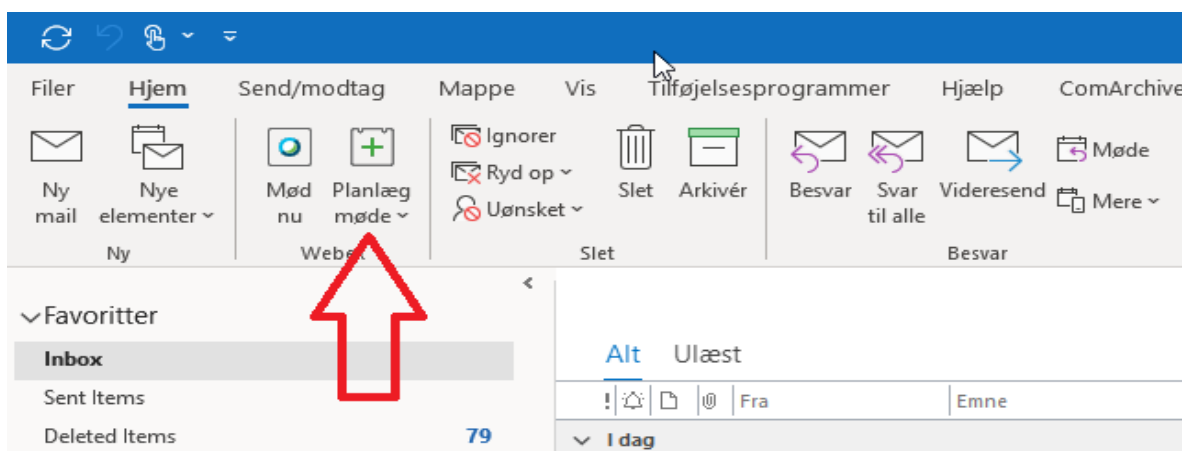 Filer Hjem Send/modtag Mappe Vis Tilføjelsesprogrammer Hjælp ComArchive
Ny mail
Nye elementer
Mød nu
Planlæg møde
Ignorer
Ryd op
Uønsket
Slet
Arkivér
Besvar
Svar til alle
Videresend
Møde
Mere
Ny
Webex
Slet
Besvar
Favoritter
Inbox
Sent Items
Deleted Items 79
Alt Ulæst
! Fra Emne
I dag